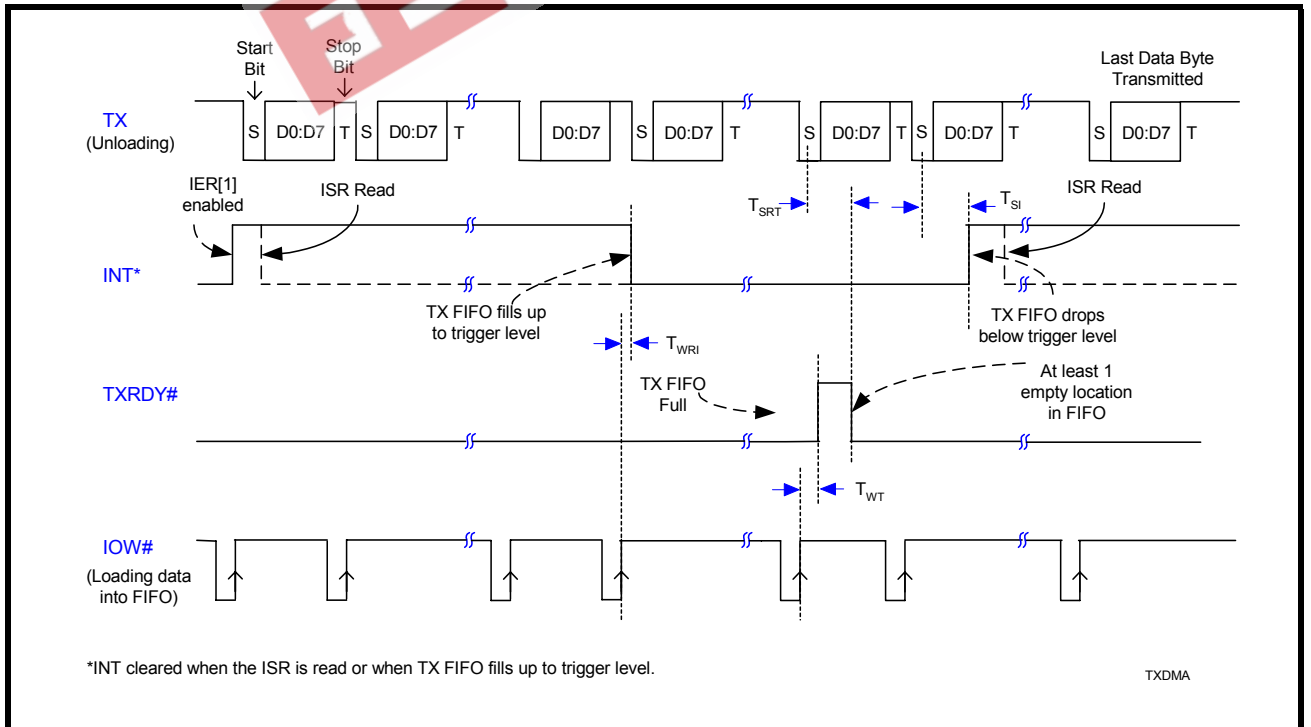 Start
Bit
Stop
Bit
Last Data Byte
Transmitted
TX
(Unloading)
S D0:D7 T S D0:D7 T D0:D7 S D0:D7 T S D0:D7 T S D0:D7 T S D0:D7 T
IER[1]
enabled
ISR Read
TSRT
TSI
ISR Read
INT*
TX FIFO fills up
to trigger level
TX FIFO drops
below trigger level
TWRI
TXRDY#
TX FIFO
Full
At least 1
empty location
in FIFO
TWT
IOW#
(Loading data
into FIFO)
*INT cleared when the ISR is read or when TX FIFO fills up to trigger level.
TXDMA